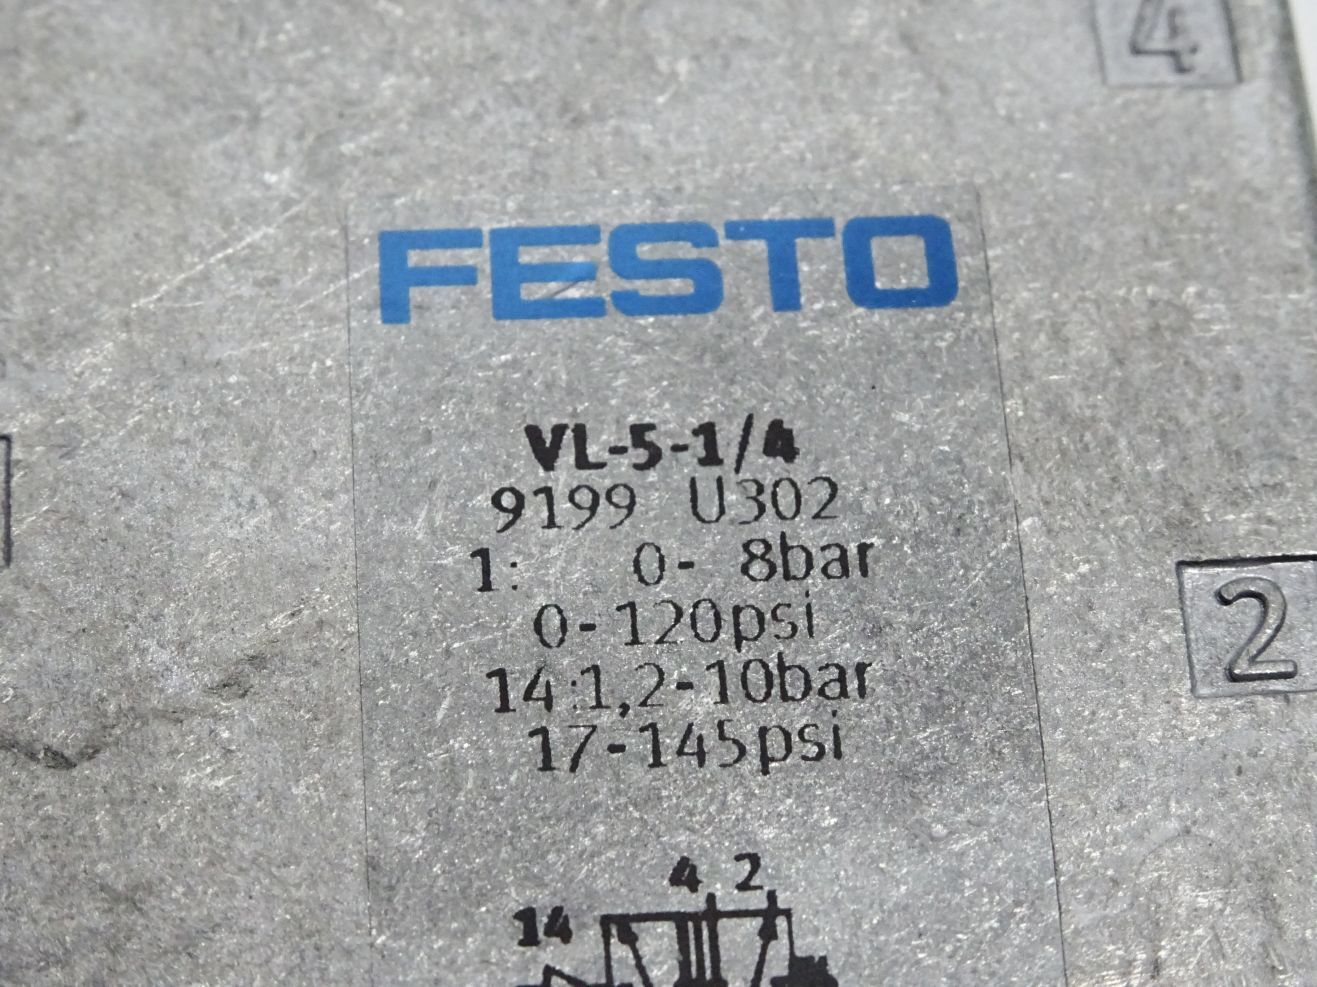 4
FESTO
VL-5-1/4
9199 U302
1: 0- 8bar
0-120psi
14:1,2-10bar
17-145psi
2
4 2
14